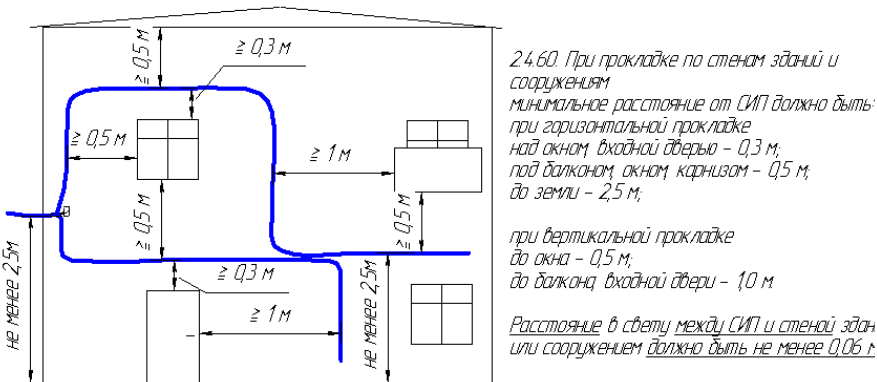 ≥ 0,5 м
≥ 0,3 м
≥ 0,5 м
≥ 1 м
≥ 0,5 м
≥ 0,5 м
≥ 0,3 м
≥ 1 м
не менее 2,5м
не менее 2,5м
2.4.60. При прокладке по стенам зданий и
сооружениям
минимальное расстояние от СИП должно быть:
при горизонтальной прокладке
над окном, входной дверью – 0,3 м;
под балконом, окном, карнизом – 0,5 м;
до земли – 2,5 м;
при вертикальной прокладке
до окна – 0,5 м;
до балкона, входной двери – 1,0 м
Расстояние в свету между СИП и стеной здан
или сооружением должно быть не менее 0,06 м